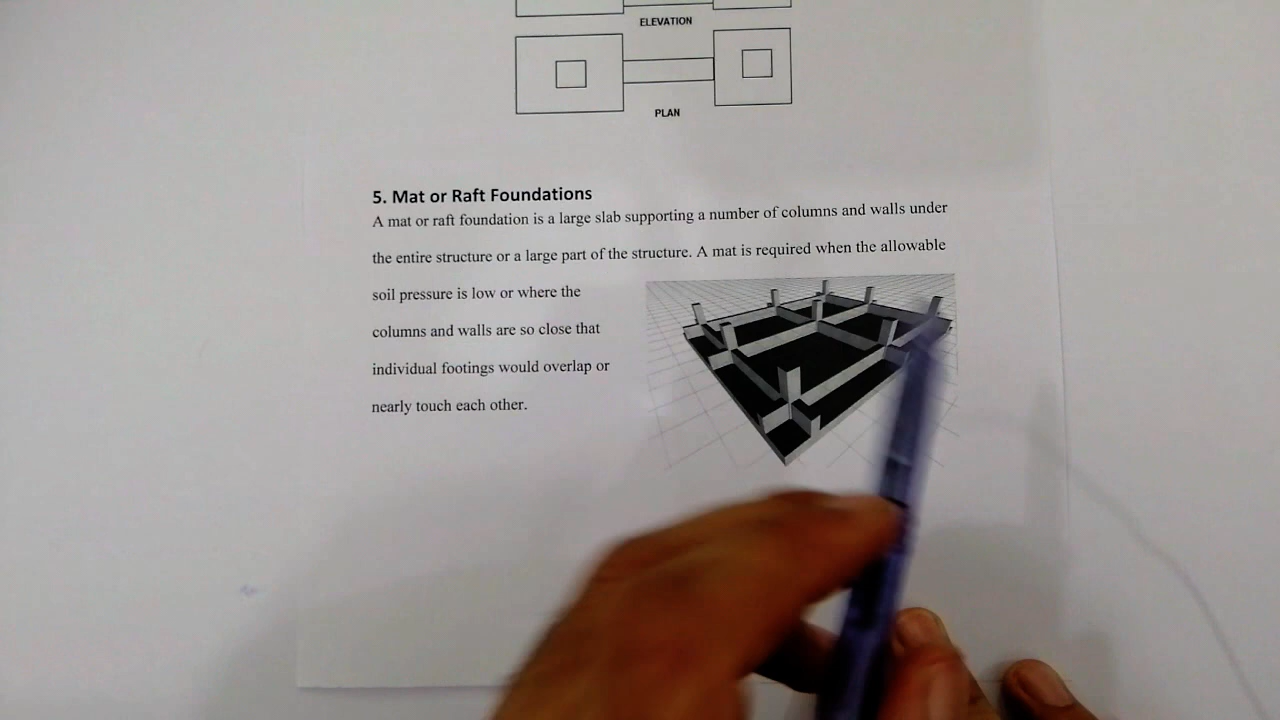 ELEVATION
PLAN
5. Mat or Raft Foundations
A mat or raft foundation is a large slab supporting a number of columns and walls under
the entire structure or a large part of the structure. A mat is required when the allowable
soil pressure is low or where the
columns and walls are so close that
individual footings would overlap or
nearly touch each other.